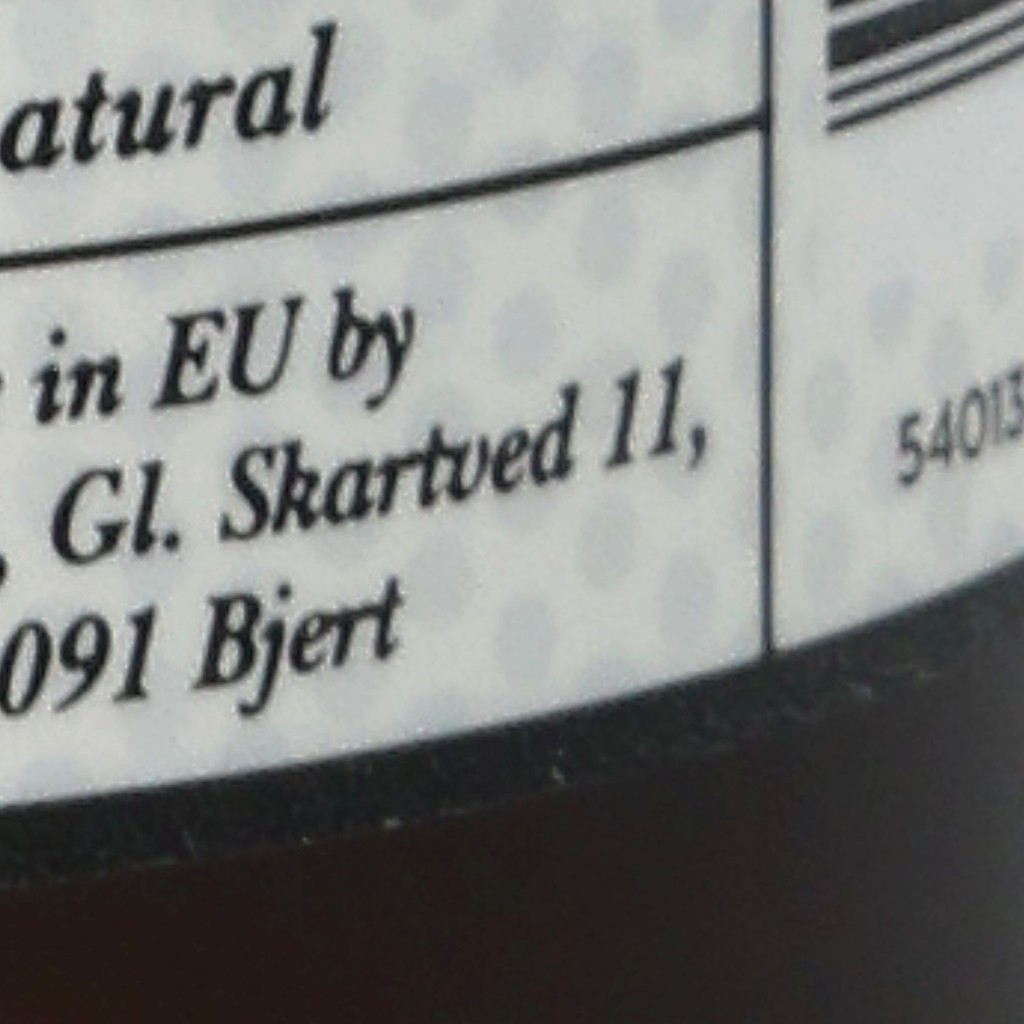 atural
in EU by
, Gl. Skartved 11,
091 Bjert
54013